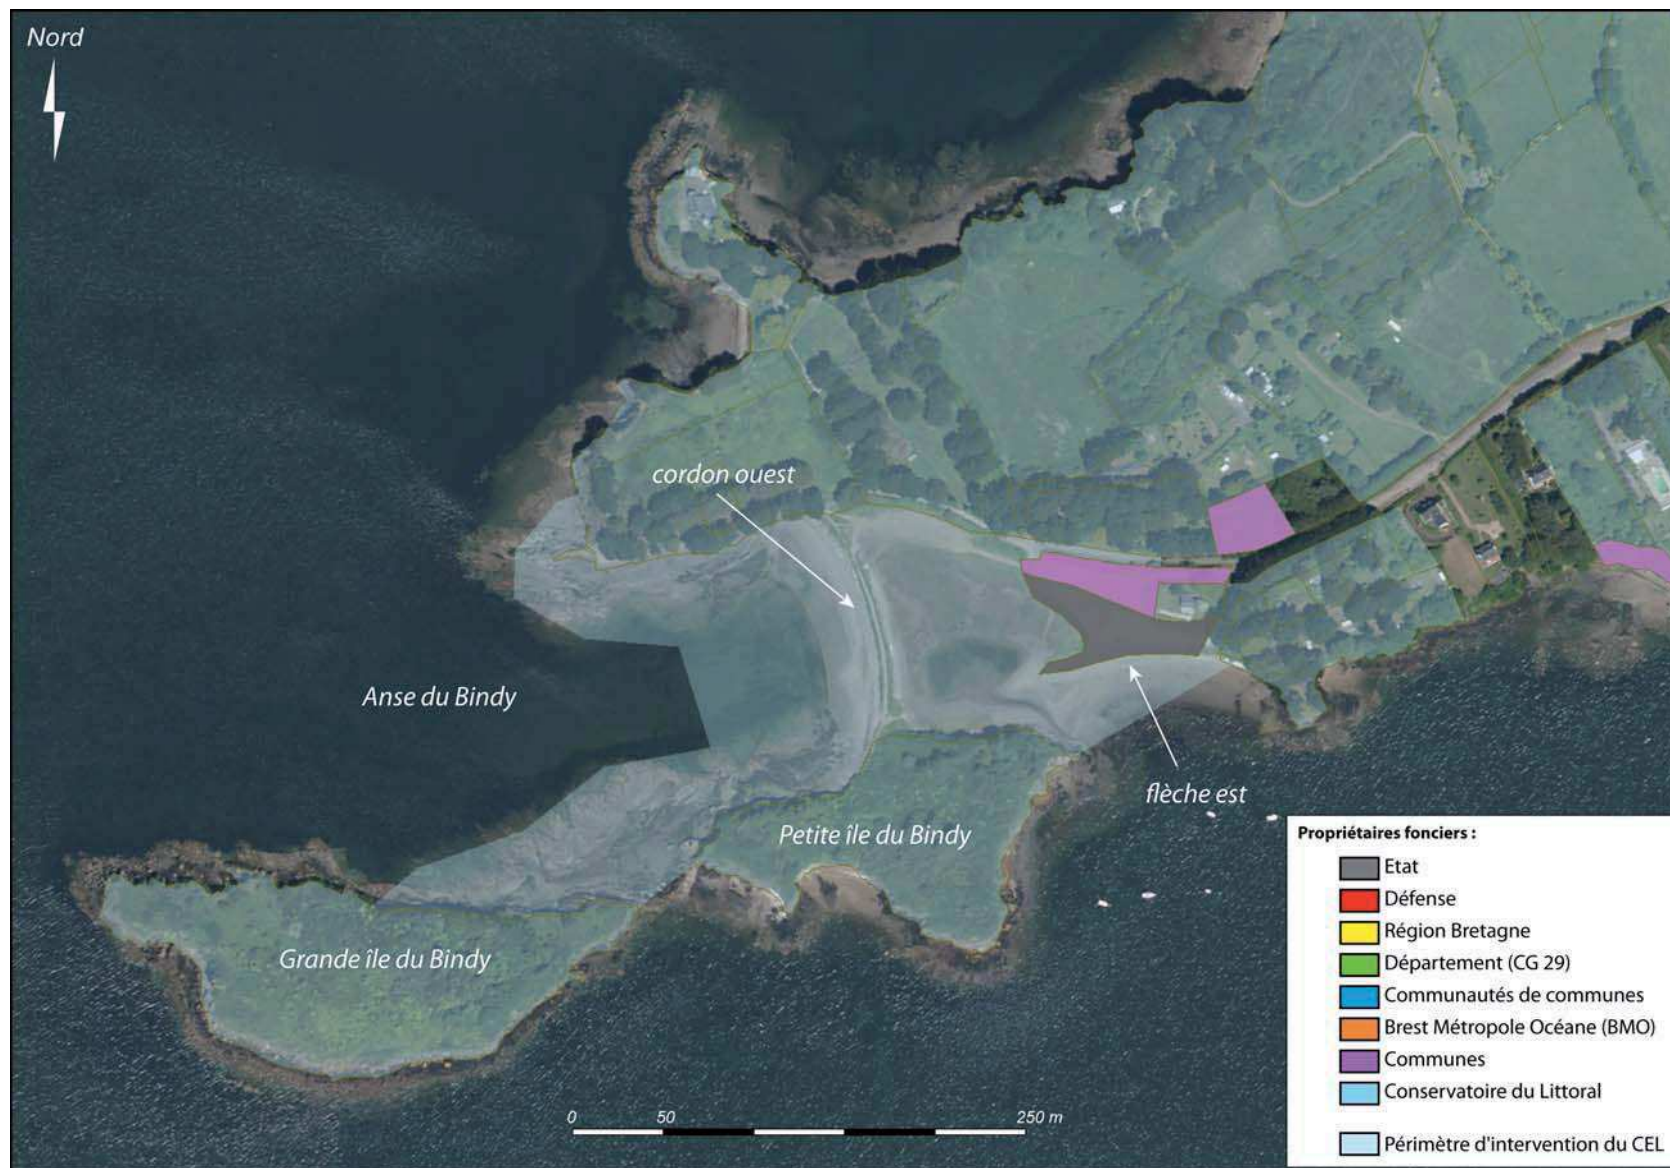 Nord
cordon ouest
Anse du Bindy
flèche est
Petite île du Bindy
Grande île du Bindy
0 50 250 m
Propriétaires fonciers :
Etat
Défense
Région Bretagne
Département (CG 29)
Communautés de communes
Brest Métropole Océane (BMO)
Communes
Conservatoire du Littoral
Périmètre d'intervention du CEL